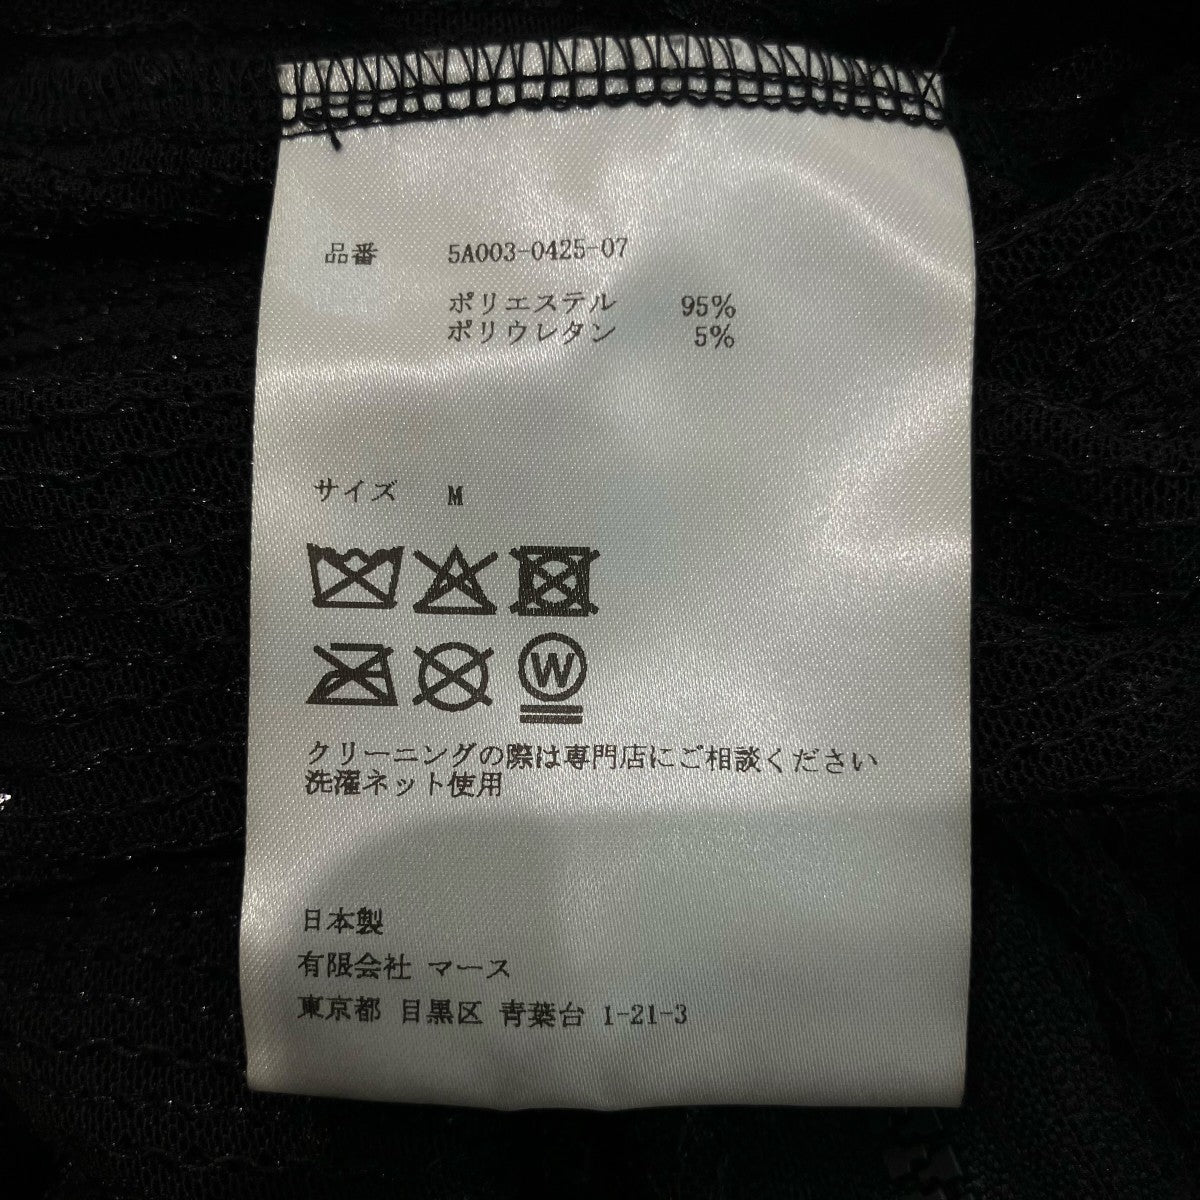 品番 5A003-0425-07
ポリエステル 95%
ポリウレタン 5%
サイズ M
W
クリーニングの際は専門店にご相談ください
洗濯ネット使用
日本製
有限会社 マース
東京都 目黒区 青葉台 1-21-3